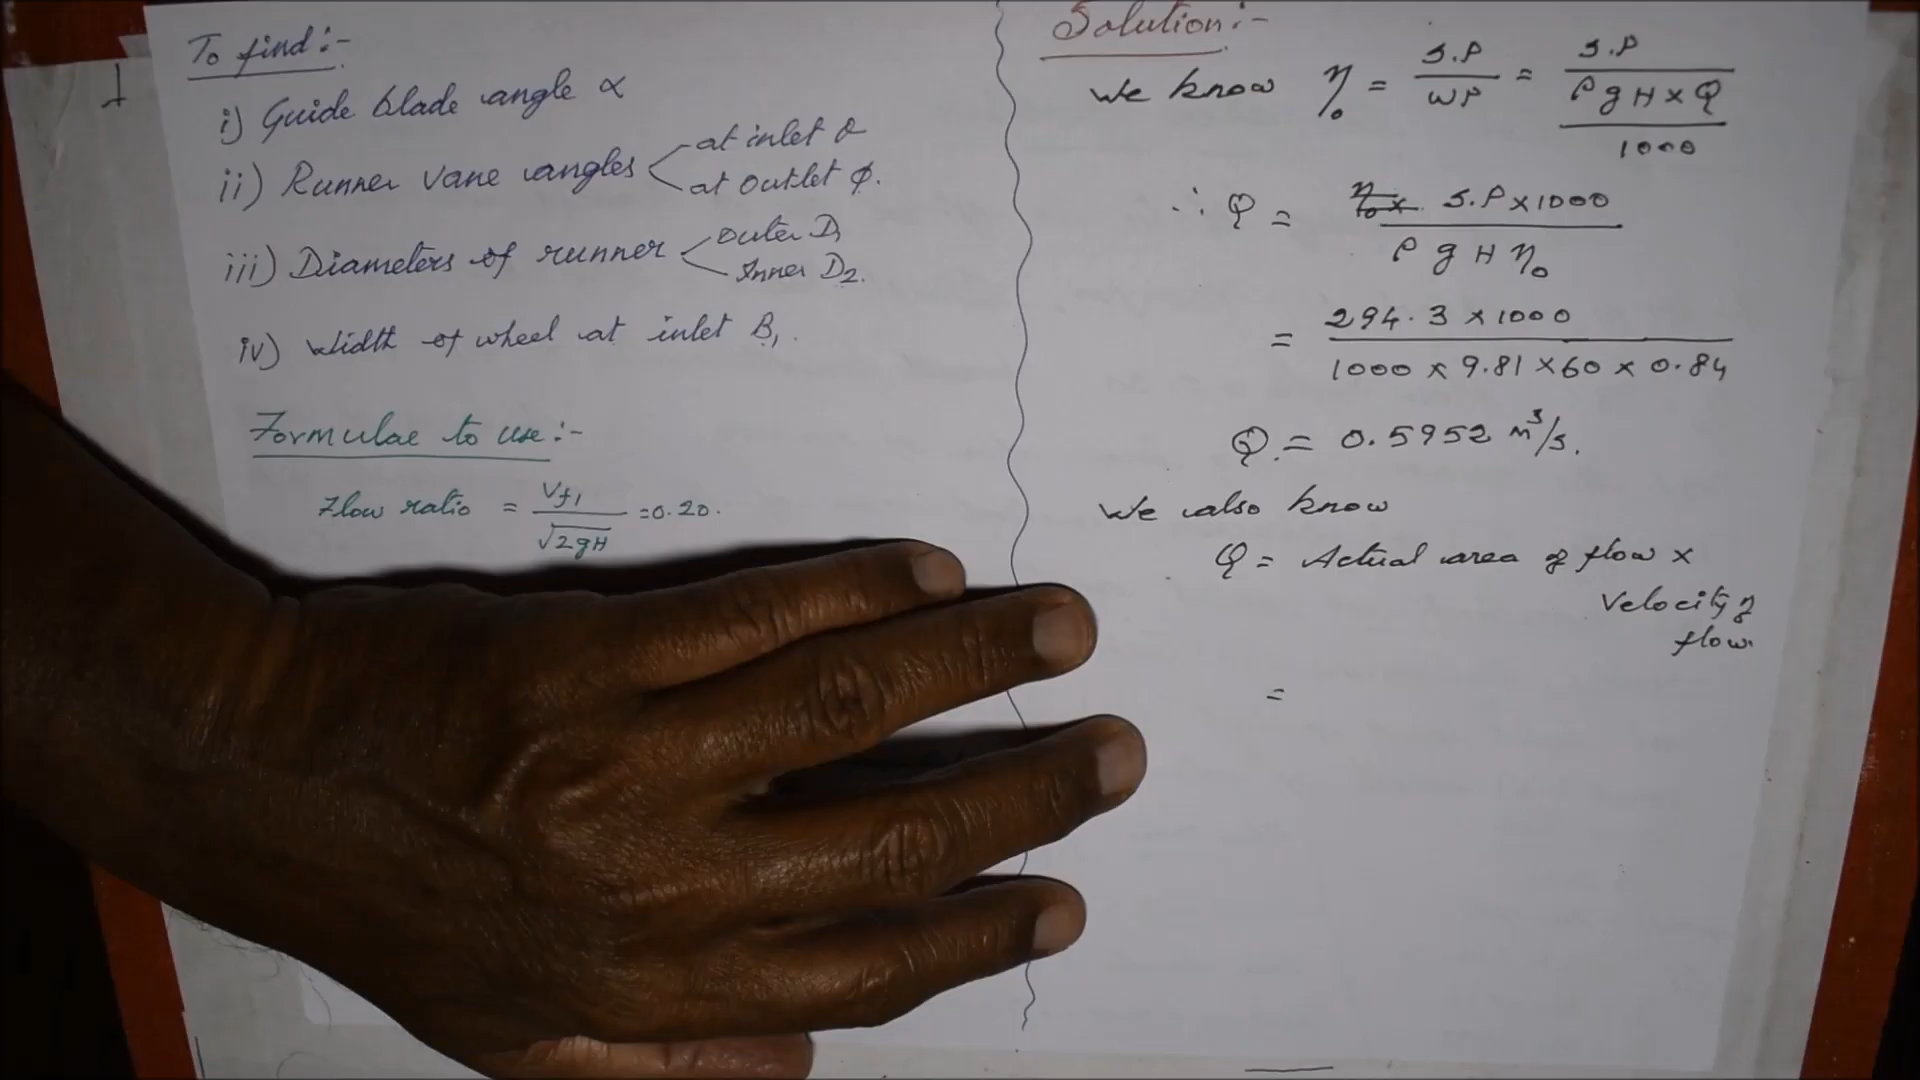 To find :-
i) Guide blade angle α
ii) Runner vane angles < at inlet θ
at outlet φ.
iii) Diameters of runner < outer D1
Inner D2.
iv) Width of wheel at inlet B1.
Formulae to use :-
Flow ratio = Vf1 / √2gH = 0.20.
Solution :-
We know η0 = S.P / WP = S.P / ρgH×Q / 1000
∴ Q = S.P × 1000 / ρ g H η0
= 294.3 × 1000 / 1000 × 9.81 × 60 × 0.84
Q = 0.5952 m³/s.
We also know
Q = Actual area of flow ×
Velocity of
flow.
=